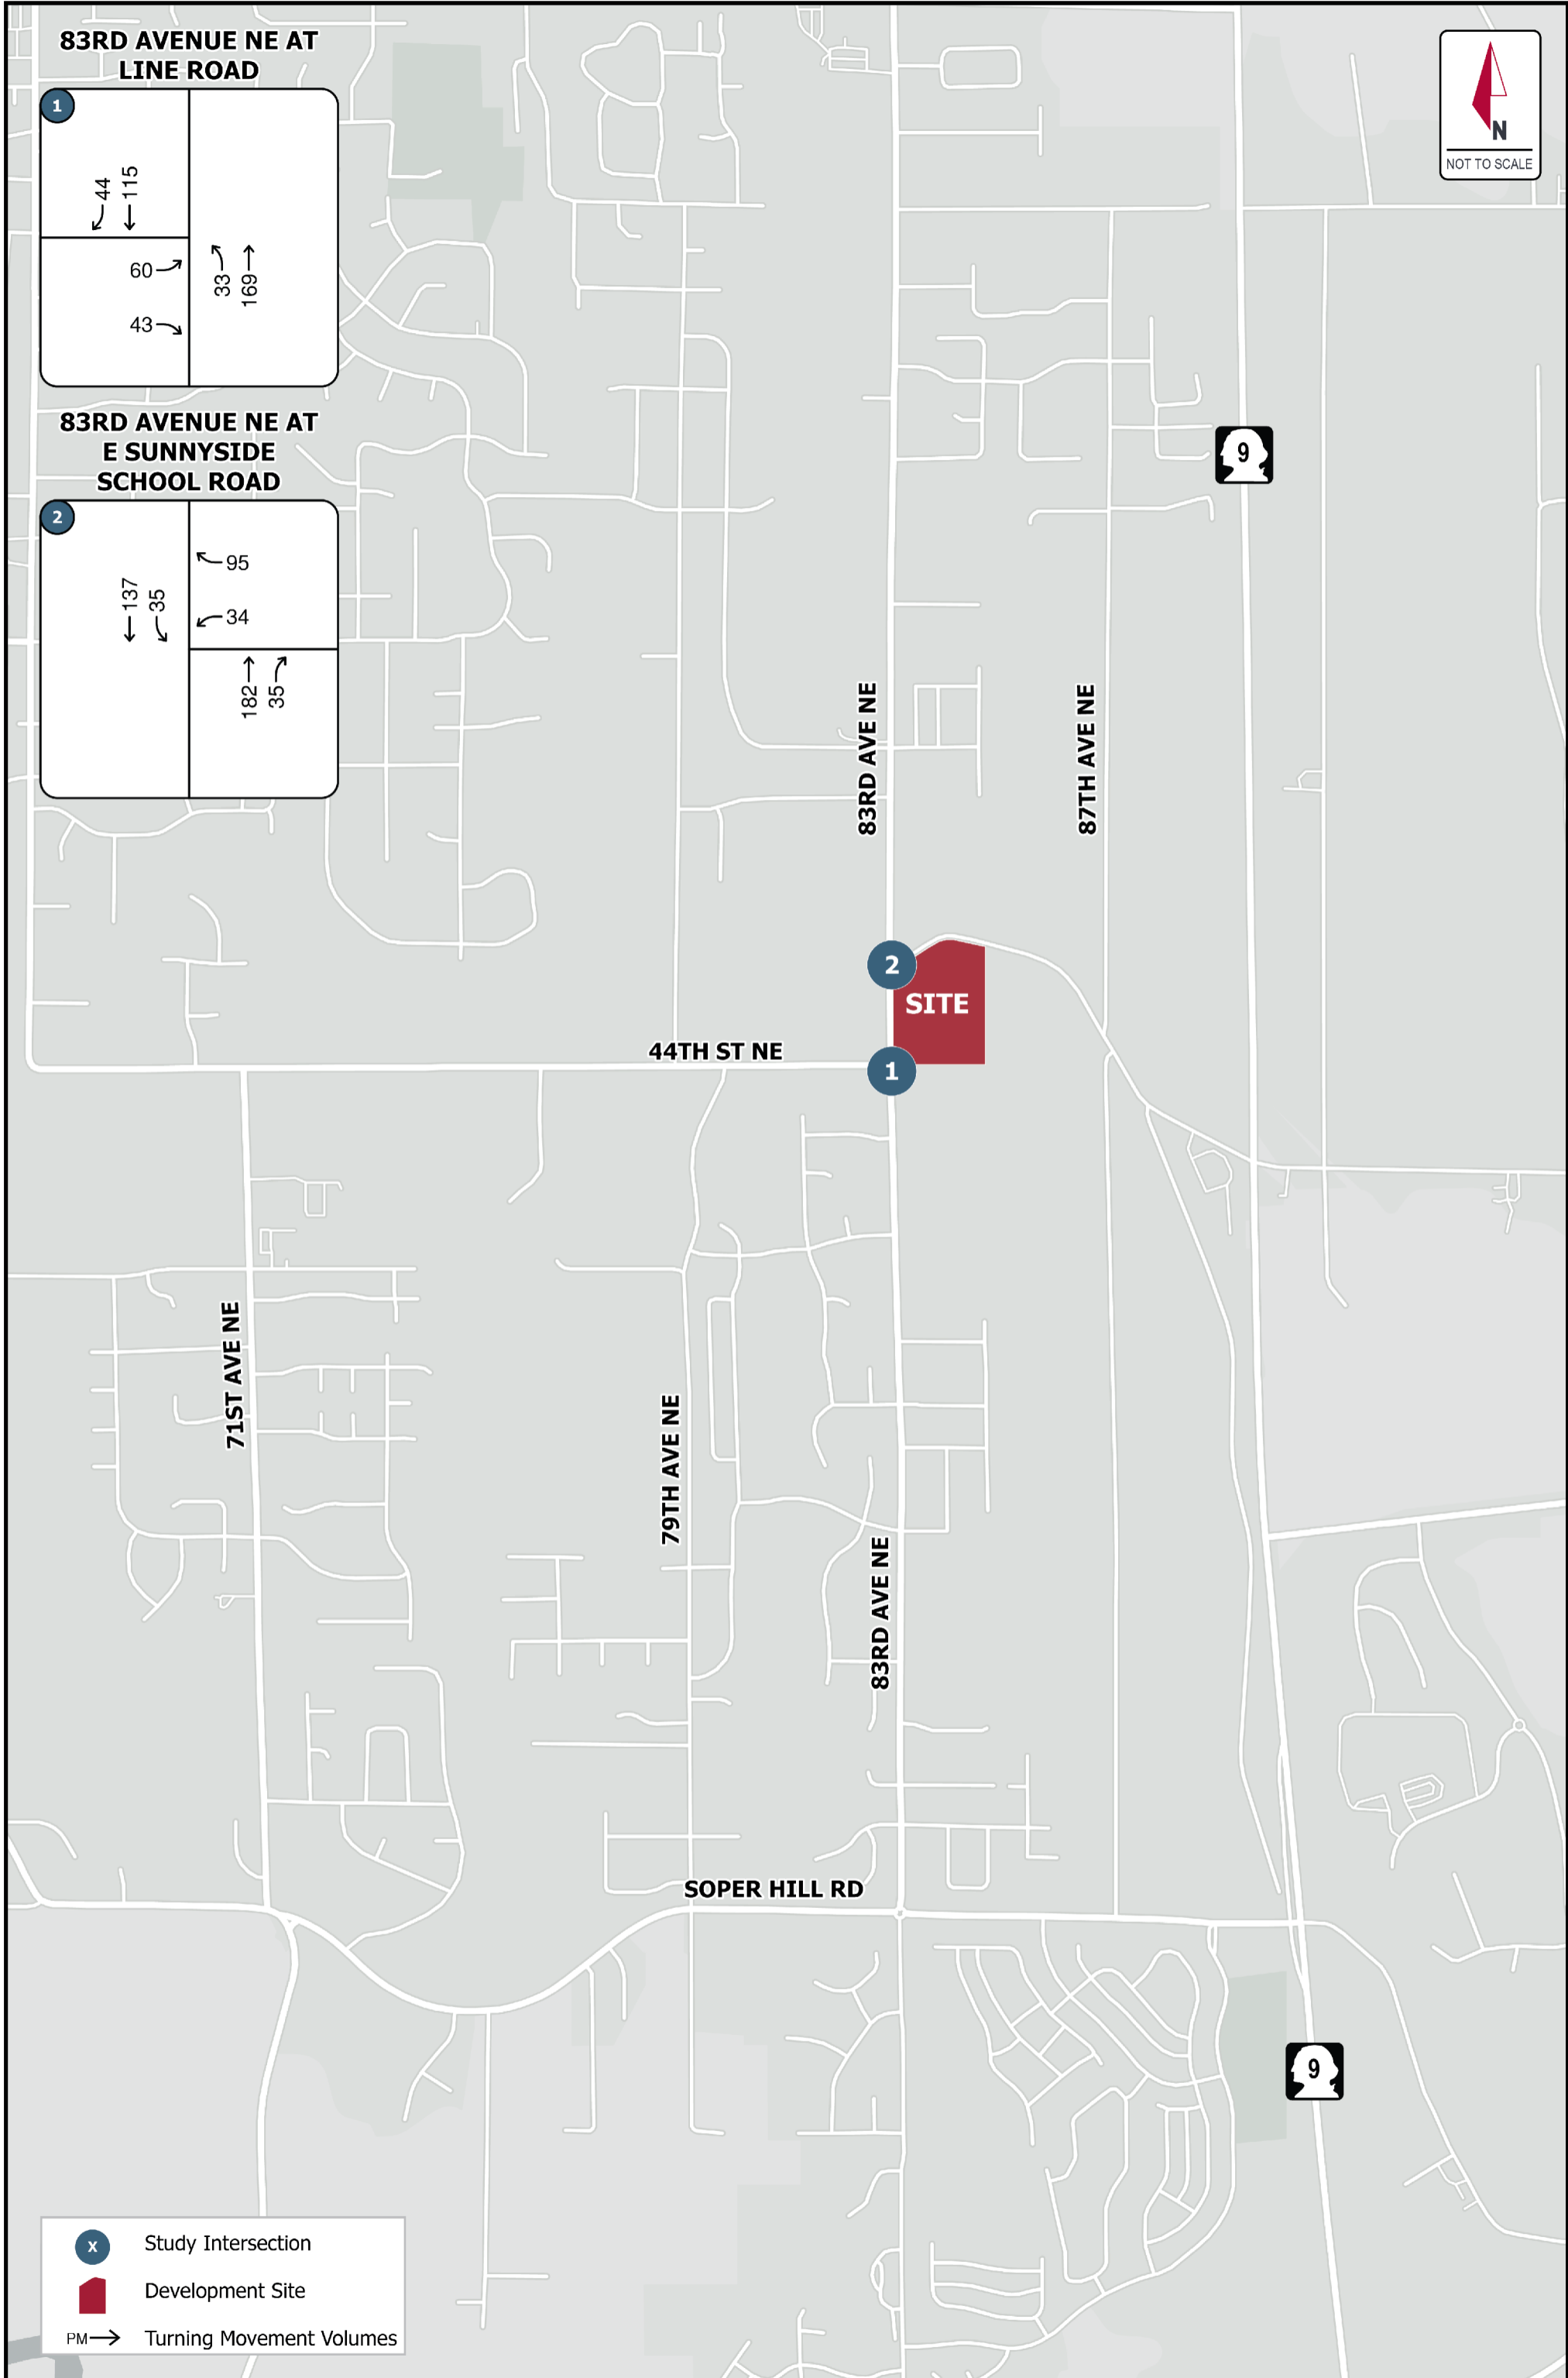 83RD AVENUE NE AT
LINE ROAD
1
44
115
60
43
33
169
83RD AVENUE NE AT
E SUNNYSIDE
SCHOOL ROAD
2
137
35
95
34
182
35
N
NOT TO SCALE
9
83RD AVE NE
87TH AVE NE
2
SITE
44TH ST NE
1
71ST AVE NE
79TH AVE NE
83RD AVE NE
SOPER HILL RD
9
X Study Intersection
Development Site
PM Turning Movement Volumes